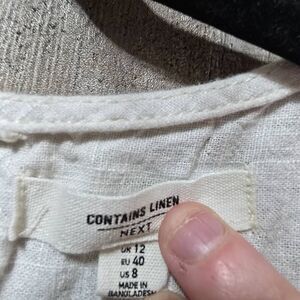 CONTAINS LINEN
NEXT
UK 12
EU 40
US 8
MADE IN
BANGLADESH